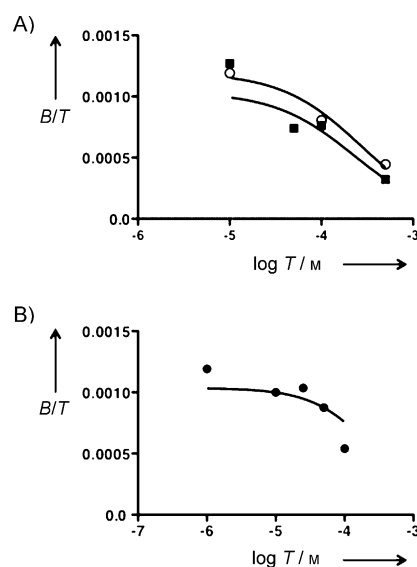 A)
0.0015
0.0010
B/T
0.0005
0.0
-6 -5 -4 -3
log T / M
B)
0.0015
0.0010
B/T
0.0005
0.0
-7 -6 -5 -4 -3
log T / M